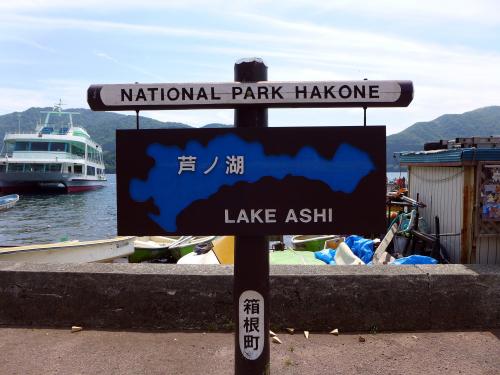 NATIONAL PARK HAKONE
芦ノ湖
LAKE ASHI
箱根町